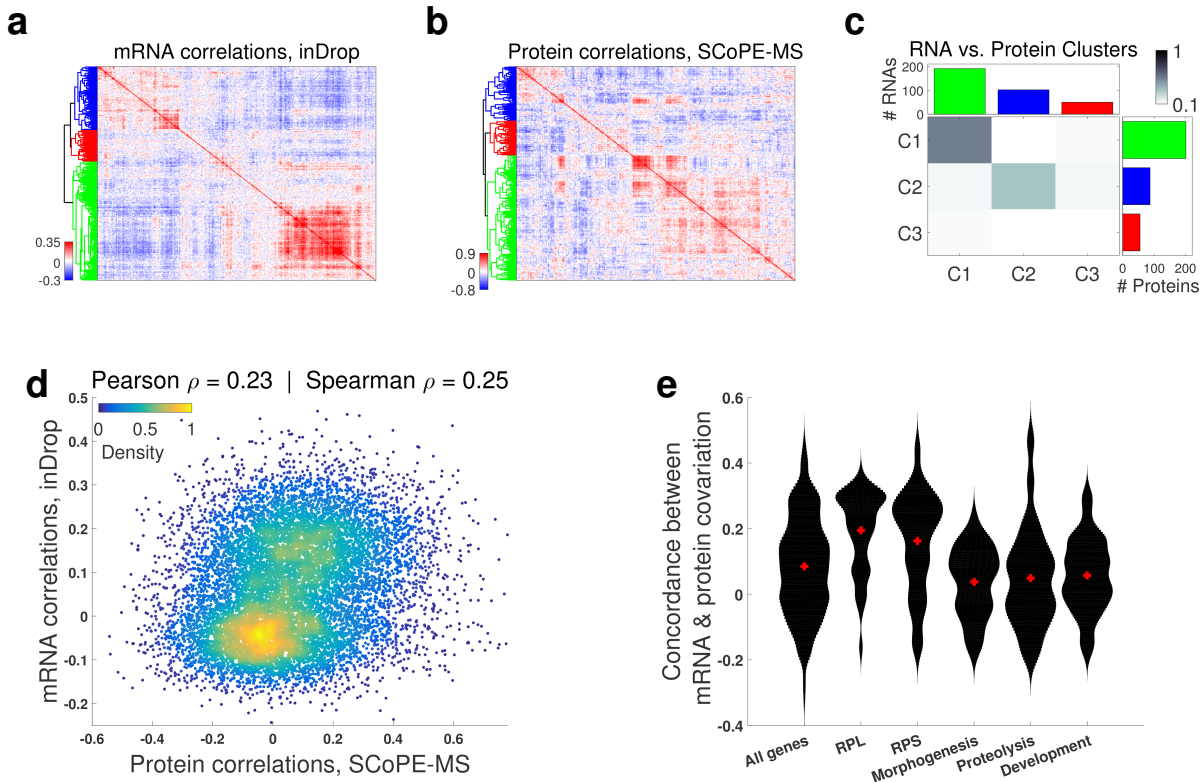 a
mRNA correlations, inDrop
0.35
0
-0.3
b
Protein correlations, SCoPE-MS
0.9
0
-0.8
c
RNA vs. Protein Clusters
1
0.1
# RNAs
200
100
0
C1
C2
C3
C1
C2
C3
0
100
200
# Proteins
d
Pearson ρ = 0.23 | Spearman ρ = 0.25
0
0.5
1
Density
mRNA correlations, inDrop
0.5
0.4
0.3
0.2
0.1
0
-0.1
-0.2
-0.6
-0.4
-0.2
0
0.2
0.4
0.6
Protein correlations, SCoPE-MS
e
Concordance between
mRNA & protein covariation
0.6
0.4
0.2
0
-0.2
-0.4
All genes
RPL
RPS
Morphogenesis
Proteolysis
Development